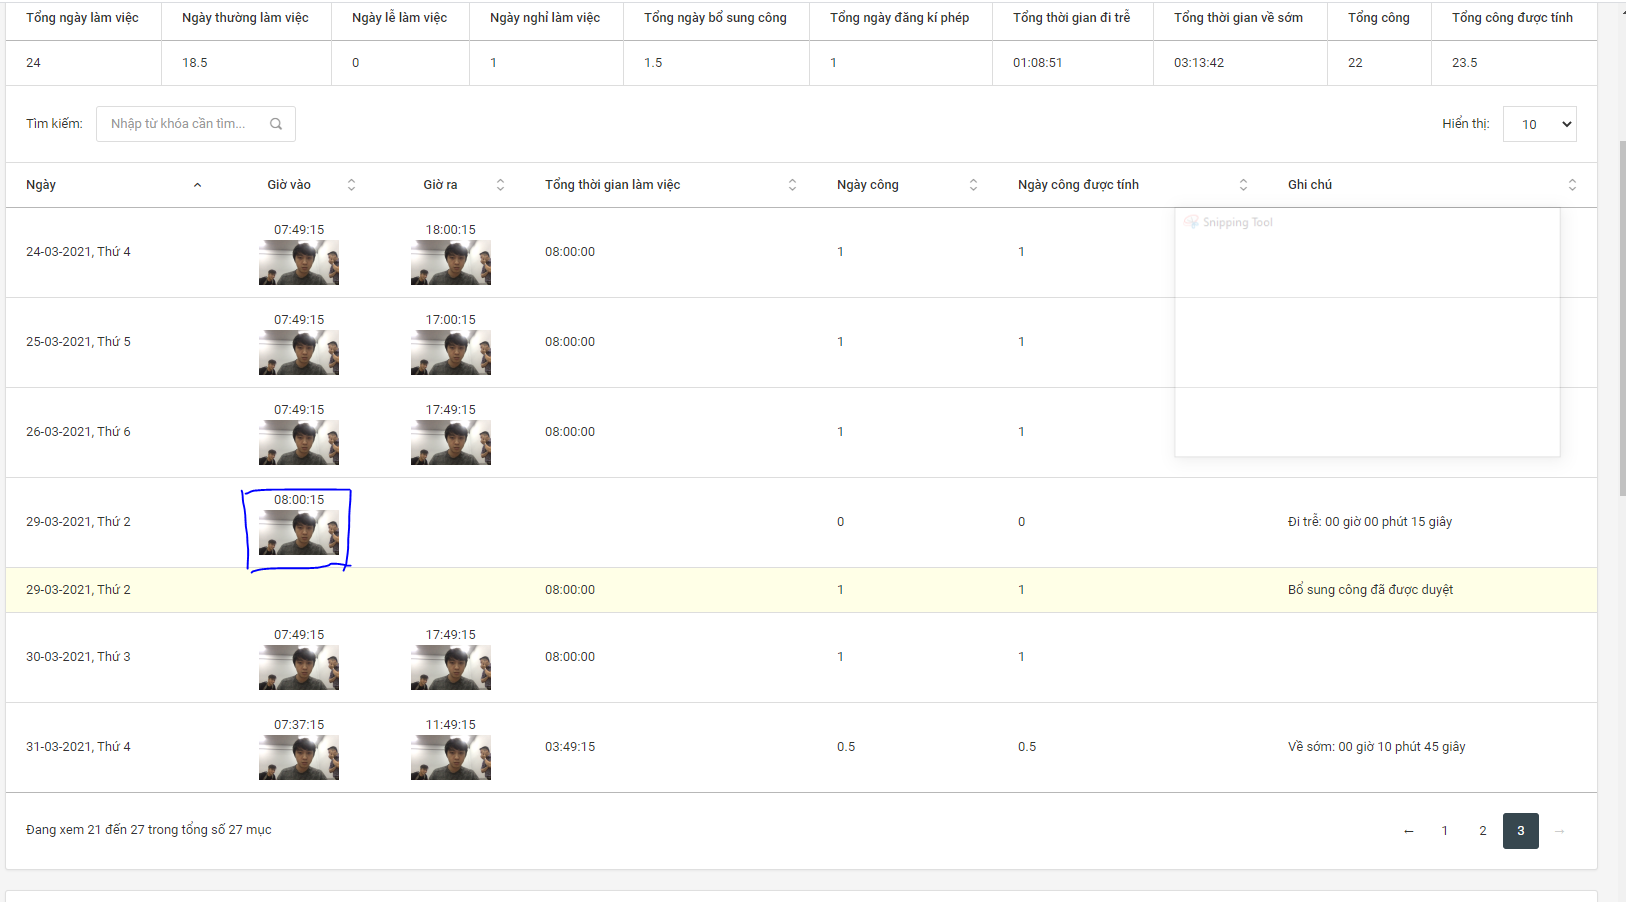 Tổng ngày làm việc Ngày thường làm việc Ngày lễ làm việc Ngày nghỉ làm việc Tổng ngày bổ sung công Tổng ngày đăng kí phép Tổng thời gian đi trễ Tổng thời gian về sớm Tổng công Tổng công được tính
24 18.5 0 1 1.5 1 01:08:51 03:13:42 22 23.5
Tìm kiếm: Nhập từ khóa cần tìm... Hiển thị: 10
Ngày Giờ vào Giờ ra Tổng thời gian làm việc Ngày công Ngày công được tính Ghi chú
Snipping Tool
07:49:15 18:00:15
24-03-2021, Thứ 4 08:00:00 1 1
07:49:15 17:00:15
25-03-2021, Thứ 5 08:00:00 1 1
07:49:15 17:49:15
26-03-2021, Thứ 6 08:00:00 1 1
08:00:15
29-03-2021, Thứ 2 0 0 Đi trễ: 00 giờ 00 phút 15 giây
29-03-2021, Thứ 2 08:00:00 1 1 Bổ sung công đã được duyệt
07:49:15 17:49:15
30-03-2021, Thứ 3 08:00:00 1 1
07:37:15 11:49:15
31-03-2021, Thứ 4 03:49:15 0.5 0.5 Về sớm: 00 giờ 10 phút 45 giây
Đang xem 21 đến 27 trong tổng số 27 mục ← 1 2 3 →